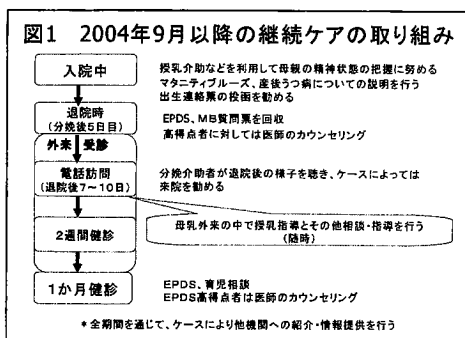 図1 2004年9月以降の継続ケアの取り組み
入院中
授乳介助などを利用して母親の精神状態の把握に努める
マタニティブルーズ、産後うつ病についての説明を行う
出生連絡票の投函を勧める
退院時
(分娩後5日目)
EPDS、MB質問票を回収
高得点者に対しては医師のカウンセリング
外来 受診
電話訪問
(退院後7~10日)
分娩介助者が退院後の様子を聴き、ケースによっては
来院を勧める
2週間健診
母乳外来の中で授乳指導とその他相談・指導を行う
(随時)
1か月健診
EPDS、育児相談
EPDS高得点者は医師のカウンセリング
*全期間を通じて、ケースにより他機関への紹介・情報提供を行う